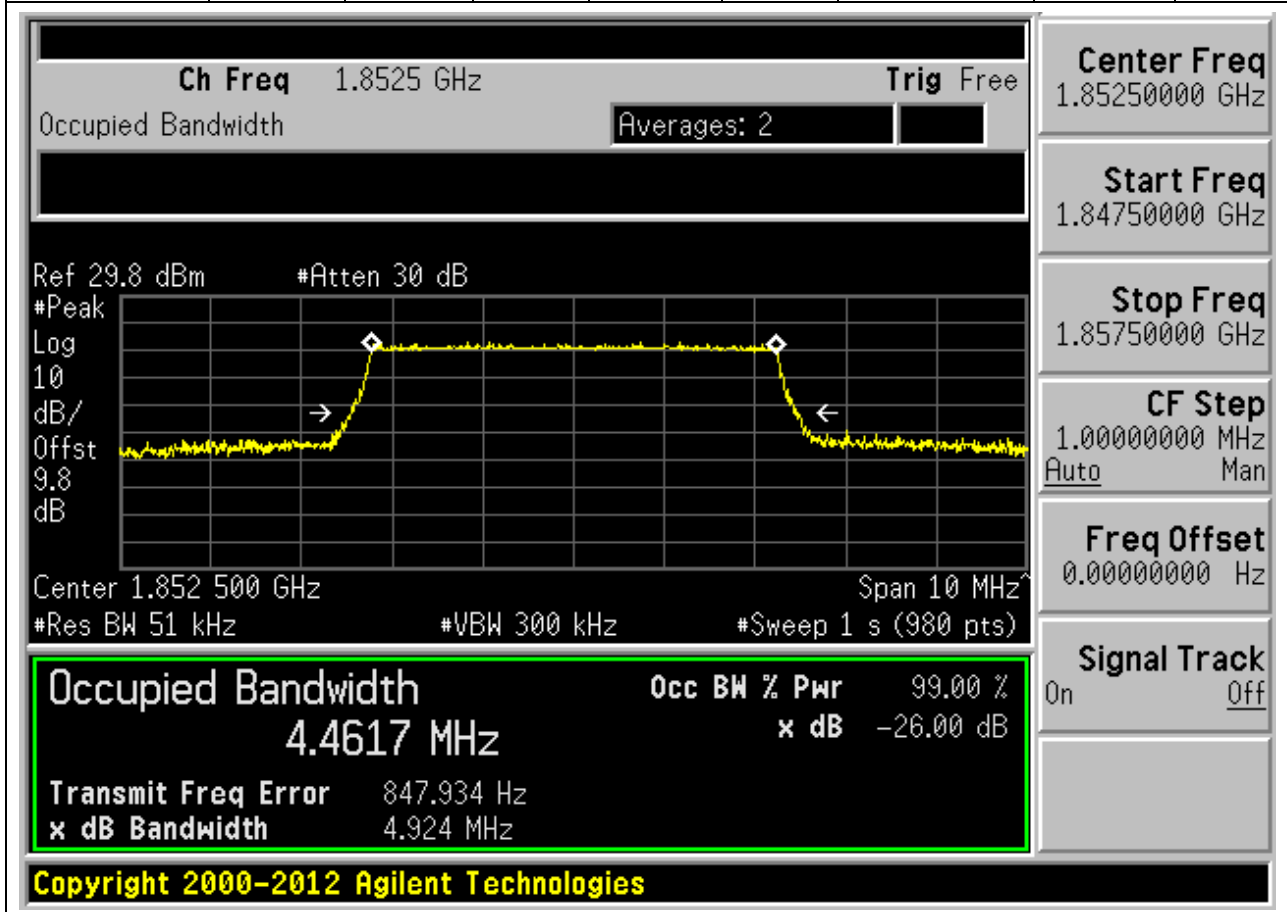 Ch Freq 1.8525 GHz Trig Free
Occupied Bandwidth Averages: 2
Ref 29.8 dBm #Atten 30 dB
#Peak
Log
10
dB/
Offst
9.8
dB
Center 1.852 500 GHz Span 10 MHz^
#Res BW 51 kHz #VBW 300 kHz #Sweep 1 s (980 pts)
Occupied Bandwidth Occ BW % Pwr 99.00 %
4.4617 MHz x dB -26.00 dB
Transmit Freq Error 847.934 Hz
x dB Bandwidth 4.924 MHz
Copyright 2000-2012 Agilent Technologies
Center Freq
1.85250000 GHz
Start Freq
1.84750000 GHz
Stop Freq
1.85750000 GHz
CF Step
1.00000000 MHz
Auto Man
Freq Offset
0.00000000 Hz
Signal Track
On Off